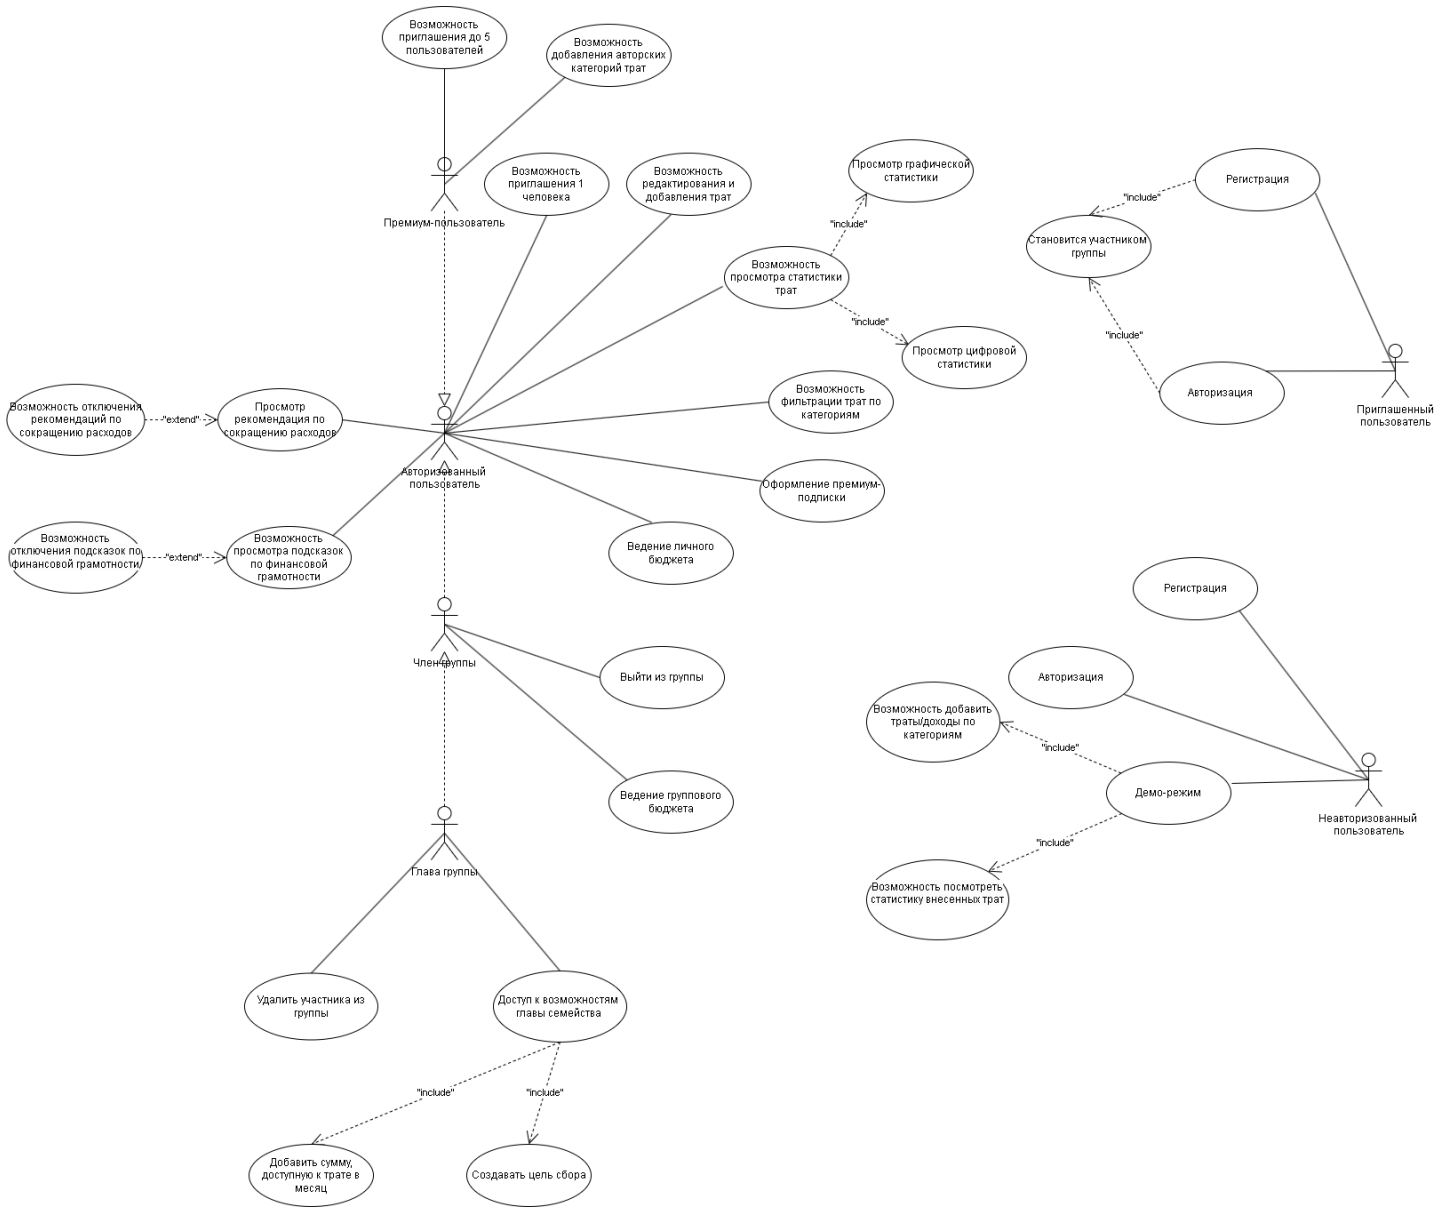 Возможность
приглашения до 5
пользователей
Возможность
добавления авторских
категорий трат
Премиум-пользователь
Возможность
приглашения 1
человека
Возможность
редактирования и
добавления трат
Просмотр графической
статистики
"include"
Возможность
просмотра статистики
трат
"include"
Просмотр цифровой
статистики
Регистрация
"include"
Становится участником
группы
"include"
Авторизация
Приглашенный
пользователь
Возможность отключения
рекомендаций по
сокращению расходов
"extend"
Просмотр
рекомендация по
сокращению расходов
Авторизованный
пользователь
Возможность
фильтрации трат по
категориям
Оформление премиум-
подписки
Возможность
отключения подсказок по
финансовой грамотности
"extend"
Возможность
просмотра подсказок
по финансовой
грамотности
Ведение личного
бюджета
Член группы
Выйти из группы
Ведение группового
бюджета
Регистрация
Авторизация
Возможность добавить
траты/доходы по
категориям
"include"
Демо-режим
"include"
Возможность посмотреть
статистику внесенных трат
Неавторизованный
пользователь
Глава группы
Удалить участника из
группы
Доступ к возможностям
главы семейства
"include"
"include"
Добавить сумму,
доступную к трате в
месяц
Создавать цель сбора